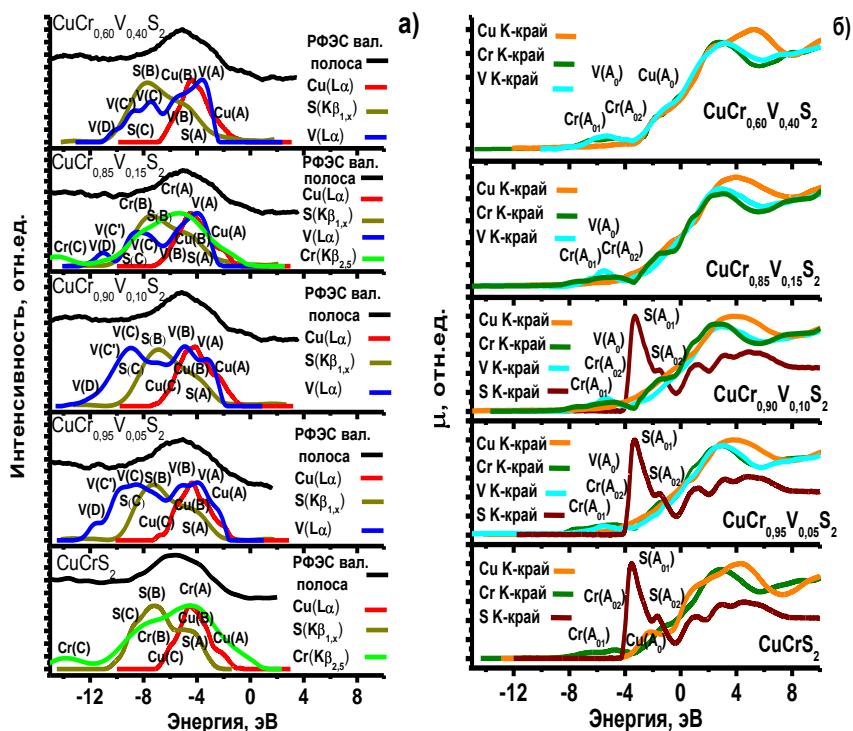 Интенсивность, отн.ед.
а)
CuCr0,60V0,40S2
РФЭС вал.
полоса
Cu(Lα)
S(Kβ1,x)
V(Lα)
S(B)
Cu(B)
V(A)
V(C')
V(C)
Cu(A)
V(D)
S(C)
V(B)
S(A)
CuCr0,85V0,15S2
РФЭС вал.
полоса
Cu(Lα)
S(Kβ1,x)
V(Lα)
Cr(Kβ2,5)
Cr(A)
Cr(B)
S(B)
Cu(A)
V(C')
Cr(C)
V(D)
V(C)
Cu(B)
S(C)
V(B)
S(A)
CuCr0,90V0,10S2
РФЭС вал.
полоса
Cu(Lα)
S(Kβ1,x)
V(Lα)
V(C)
V(B)
S(B)
V(A)
V(C')
Cu(A)
S(C)
Cu(B)
V(D)
Cu(C)
S(A)
CuCr0,95V0,05S2
РФЭС вал.
полоса
Cu(Lα)
S(Kβ1,x)
V(Lα)
V(B)
V(C)
S(B)
V(A)
V(C')
Cu(A)
S(C)
V(D)
Cu(C)
S(A)
CuCrS2
РФЭС вал.
полоса
Cu(Lα)
S(Kβ1,x)
Cr(Kβ2,5)
S(B)
Cr(A)
S(C)
Cu(B)
Cr(B)
Cu(A)
S(A)
Cr(C)
Cu(C)
-12 -8 -4 0 4
Энергия, эВ
μ, отн.ед.
б)
Cu K-край
Cr K-край
V K-край
V(A0)
Cu(A0)
Cr(A01)
Cr(A02)
CuCr0,60V0,40S2
Cu K-край
Cr K-край
V K-край
V(A0)
Cr(A01)
Cr(A02)
CuCr0,85V0,15S2
Cu K-край
Cr K-край
V K-край
S K-край
S(A01)
V(A0)
S(A02)
Cr(A02)
Cr(A01)
CuCr0,90V0,10S2
Cu K-край
Cr K-край
V K-край
S K-край
S(A01)
V(A0)
S(A02)
Cr(A02)
Cr(A01)
CuCr0,95V0,05S2
Cu K-край
Cr K-край
S K-край
S(A01)
Cr(A02)
S(A02)
Cr(A01)
Cu(A0)
CuCrS2
-12 -8 -4 0 4 8
Энергия, эВ